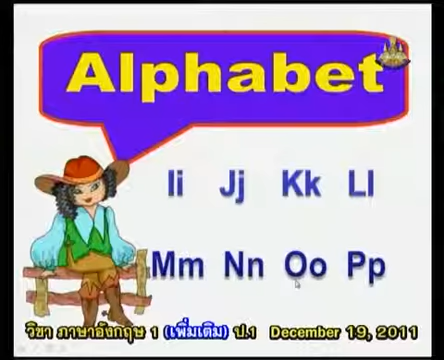 Alphabet
Ii Jj Kk Ll
Mm Nn Oo Pp
วิชา ภาษาอังกฤษ 1 (เพิ่มเติม) ป.1 December 19, 2011